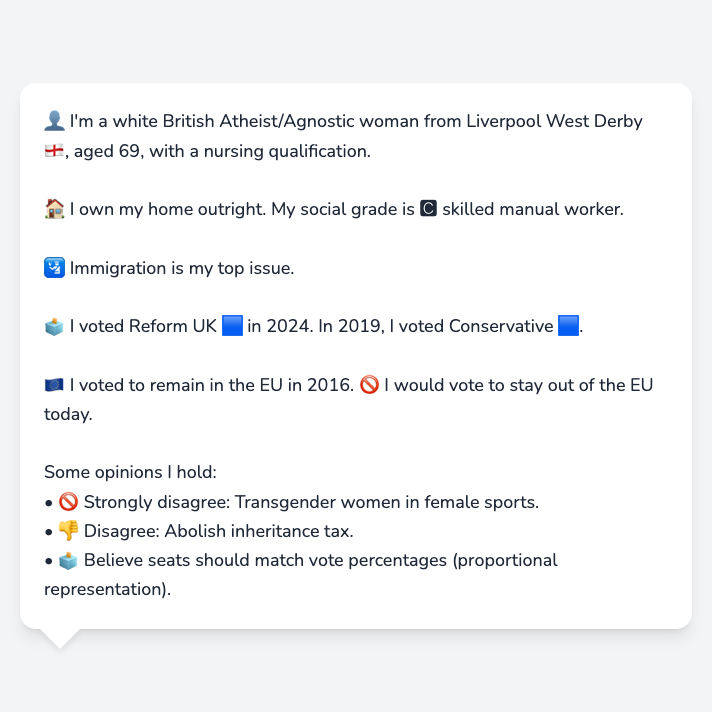 👤 I'm a white British Atheist/Agnostic woman from Liverpool West Derby
🏴󠁧󠁢󠁥󠁮󠁧󠁿, aged 69, with a nursing qualification.
🏠 I own my home outright. My social grade is 🅲 skilled manual worker.
🛂 Immigration is my top issue.
🗳️ I voted Reform UK 🟦 in 2024. In 2019, I voted Conservative 🟦.
🇪🇺 I voted to remain in the EU in 2016. 🚫 I would vote to stay out of the EU
today.
Some opinions I hold:
• 🚫 Strongly disagree: Transgender women in female sports.
• 👎 Disagree: Abolish inheritance tax.
• 🗳️ Believe seats should match vote percentages (proportional
representation).